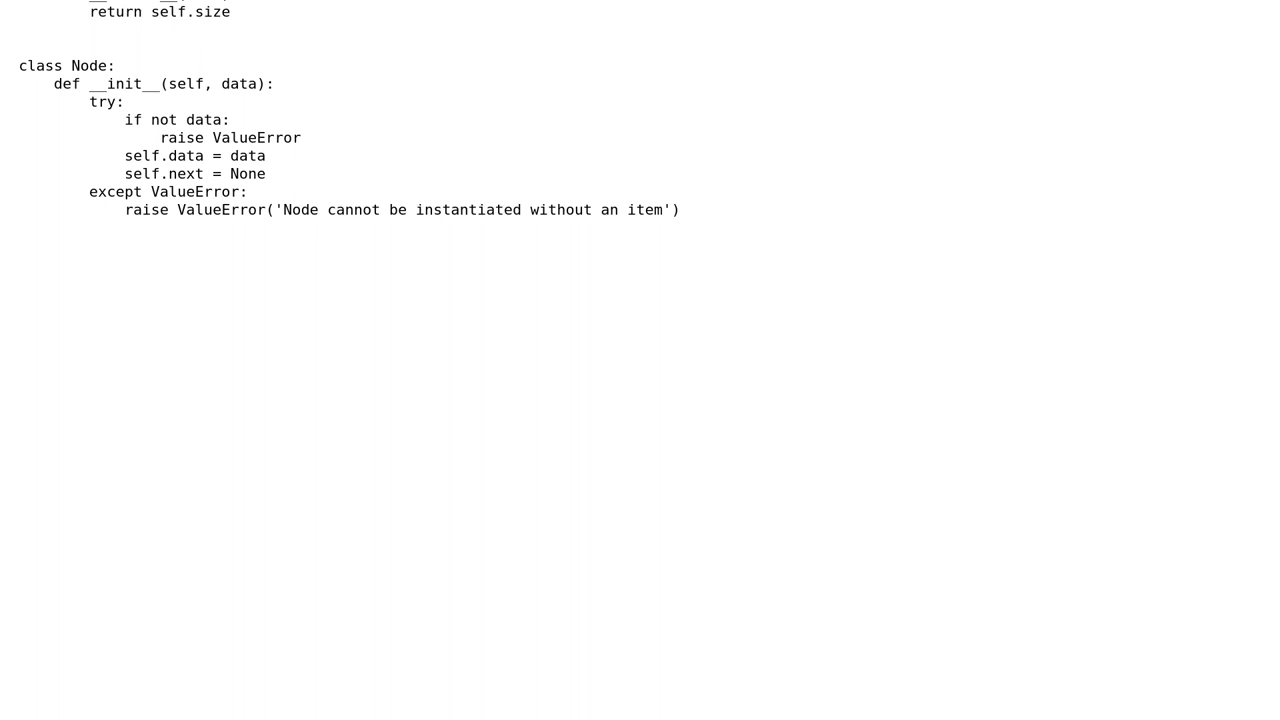 return self.size


class Node:
    def __init__(self, data):
        try:
            if not data:
                raise ValueError
            self.data = data
            self.next = None
        except ValueError:
            raise ValueError('Node cannot be instantiated without an item')